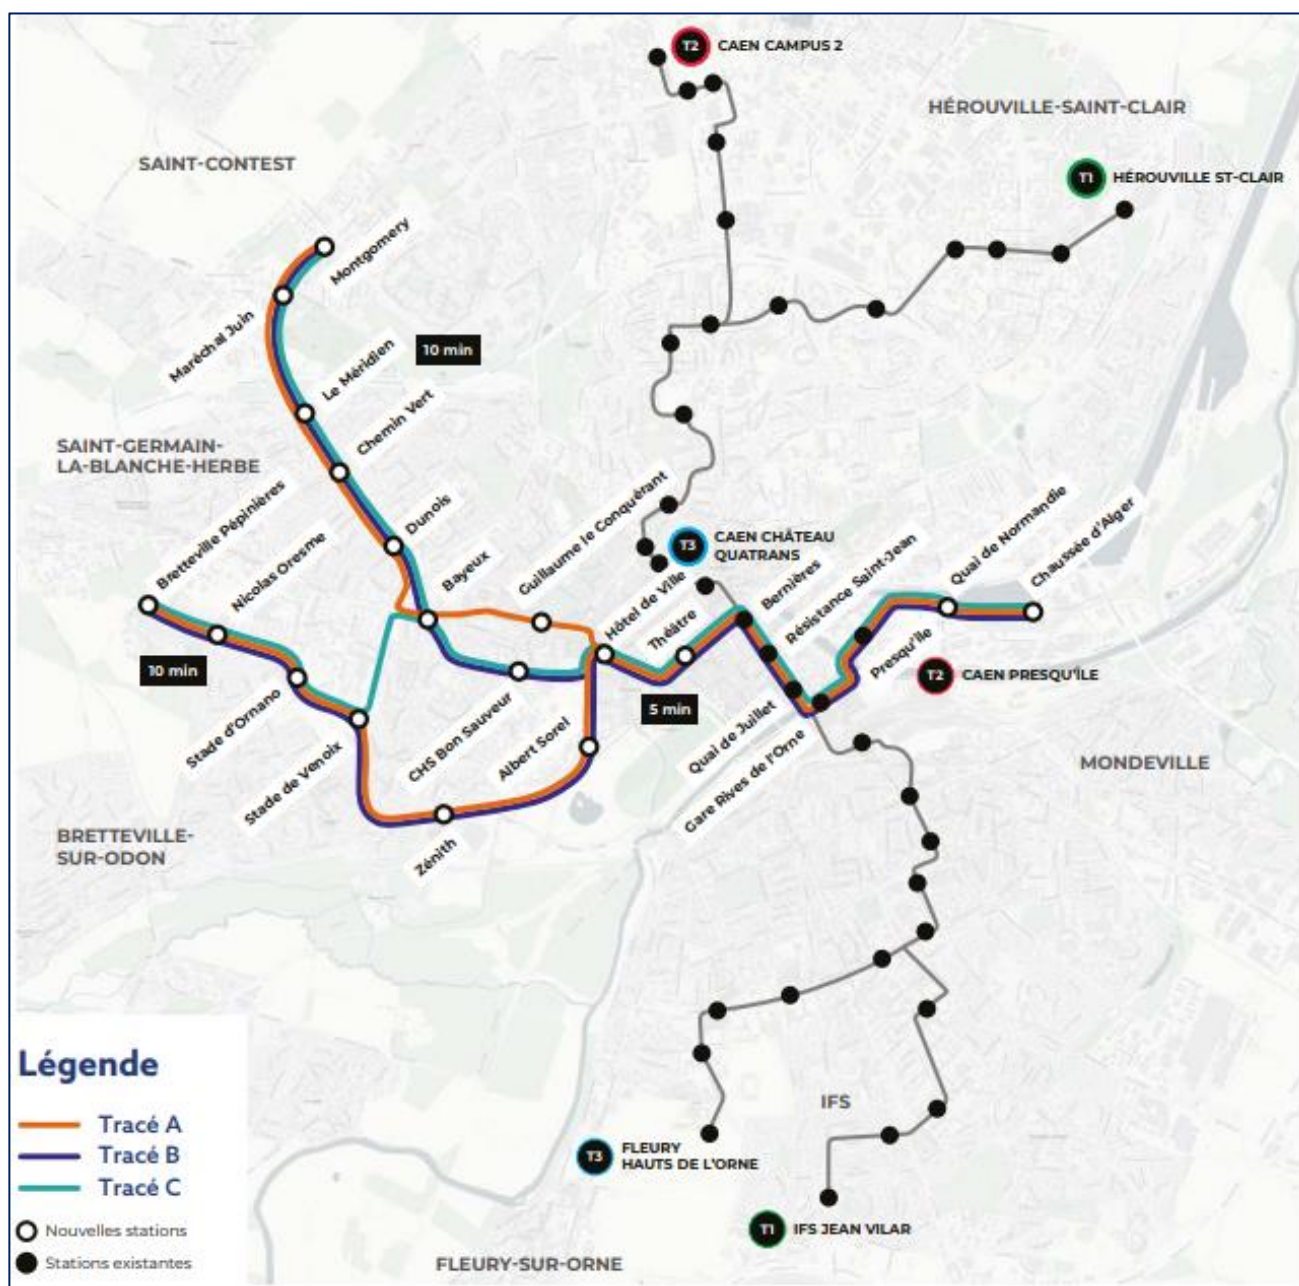 T2 CAEN CAMPUS 2
HÉROUVILLE-SAINT-CLAIR
SAINT-CONTEST
T1 HÉROUVILLE ST-CLAIR
Montgomery
Maréchal Juin
Le Méridien
10 min
Chemin Vert
SAINT-GERMAIN-
LA-BLANCHE-HERBE
Bretteville Pépinières
Nicolas Oresme
Dunois
Bayeux
Guillaume le Conquérant
T3 CAEN CHÂTEAU
QUATRANS
Hôtel de Ville
Théâtre
Bernières
Résistance Saint-Jean
Quai de Normandie
Chaussée d'Alger
Presqu'île
T2 CAEN PRESQU'ÎLE
10 min
Stade d'Ornano
Stade de Venoix
CHS Bon Sauveur
Albert Sorel
5 min
Quai de Juillet
Gare Rives de l'Orne
MONDEVILLE
Zénith
BRETTEVILLE-
SUR-ODON
Légende
Tracé A
Tracé B
Tracé C
Nouvelles stations
Stations existantes
IFS
T3 FLEURY
HAUTS DE L'ORNE
T1 IFS JEAN VILAR
FLEURY-SUR-ORNE